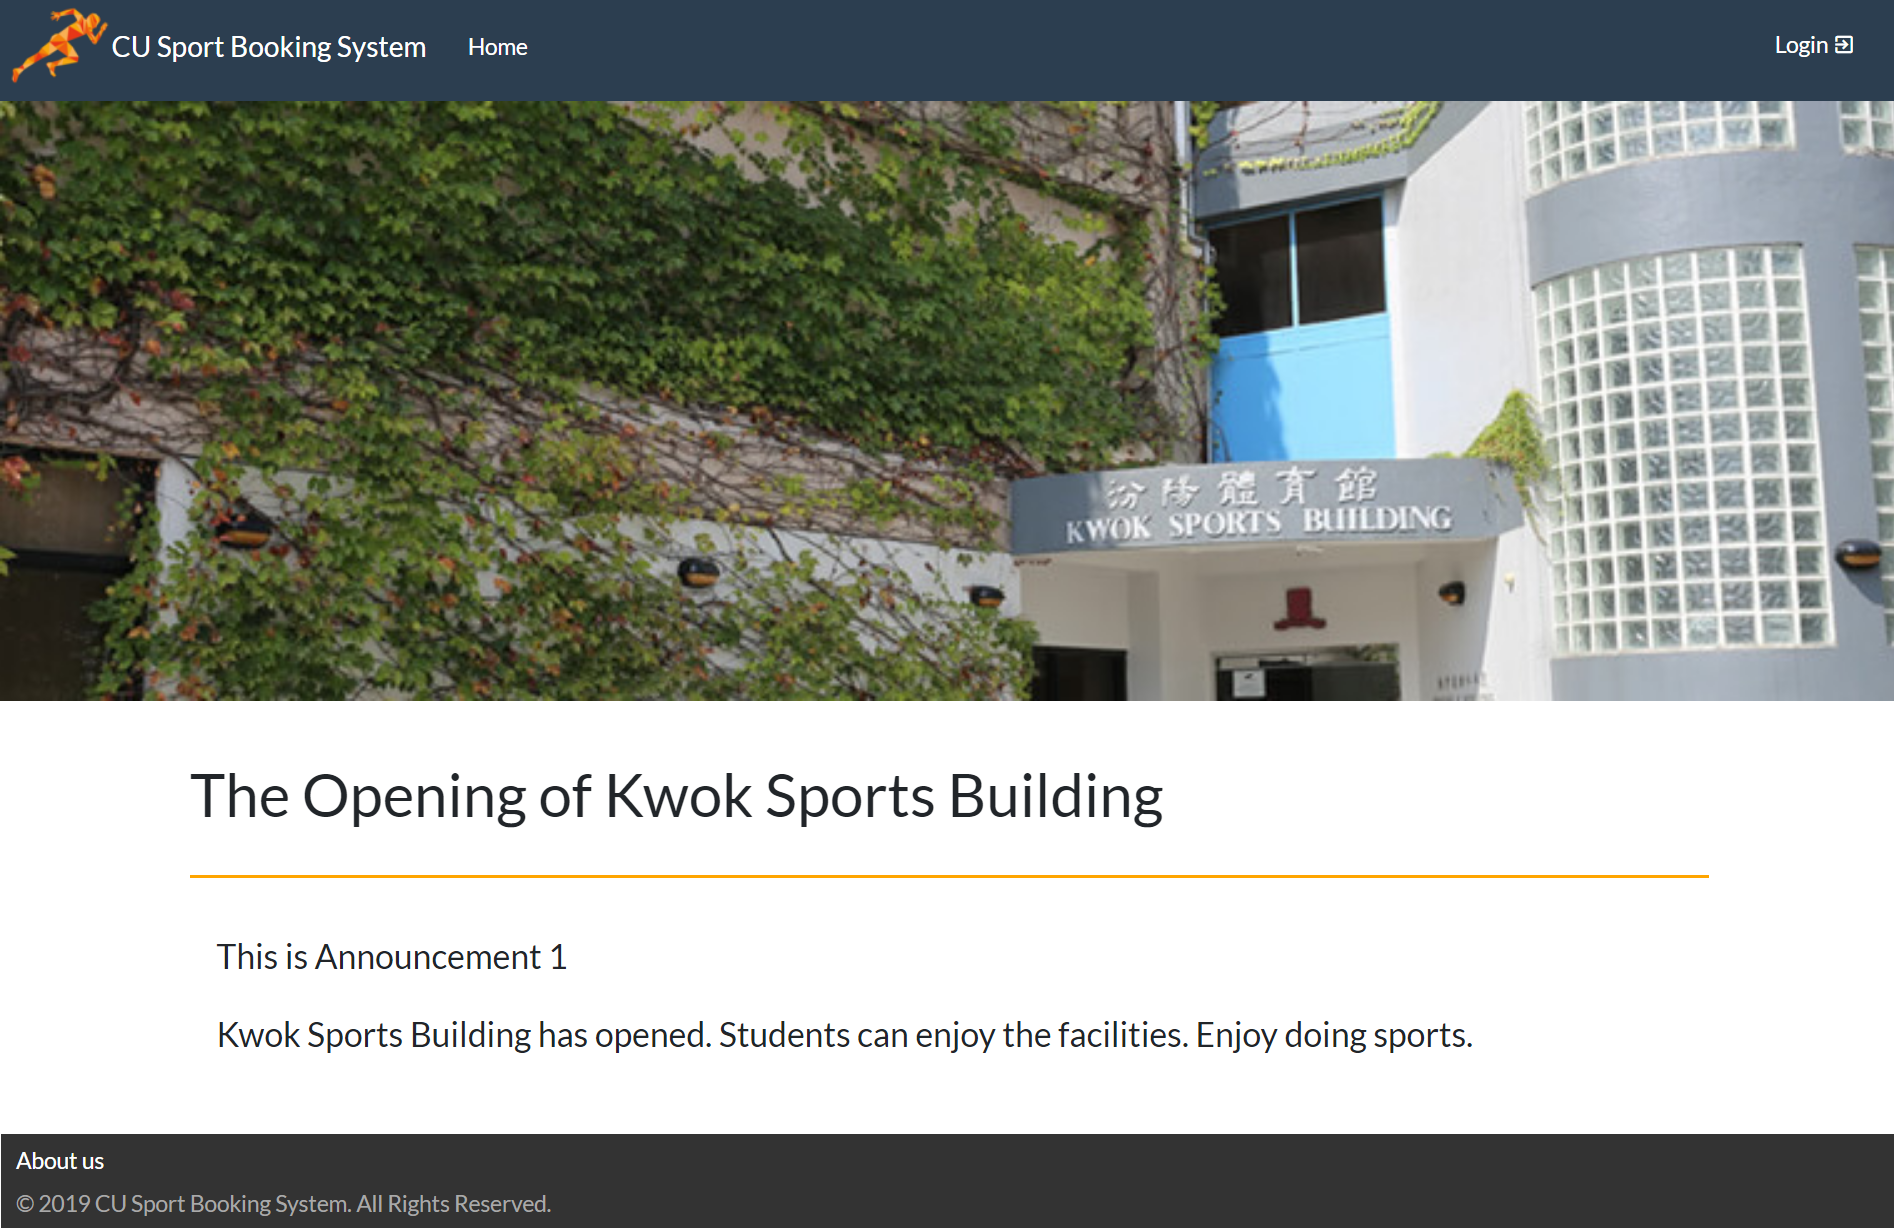 CU Sport Booking System
Home
Login
汾陽體育館
KWOK SPORTS BUILDING
The Opening of Kwok Sports Building
This is Announcement 1
Kwok Sports Building has opened. Students can enjoy the facilities. Enjoy doing sports.
About us
© 2019 CU Sport Booking System. All Rights Reserved.